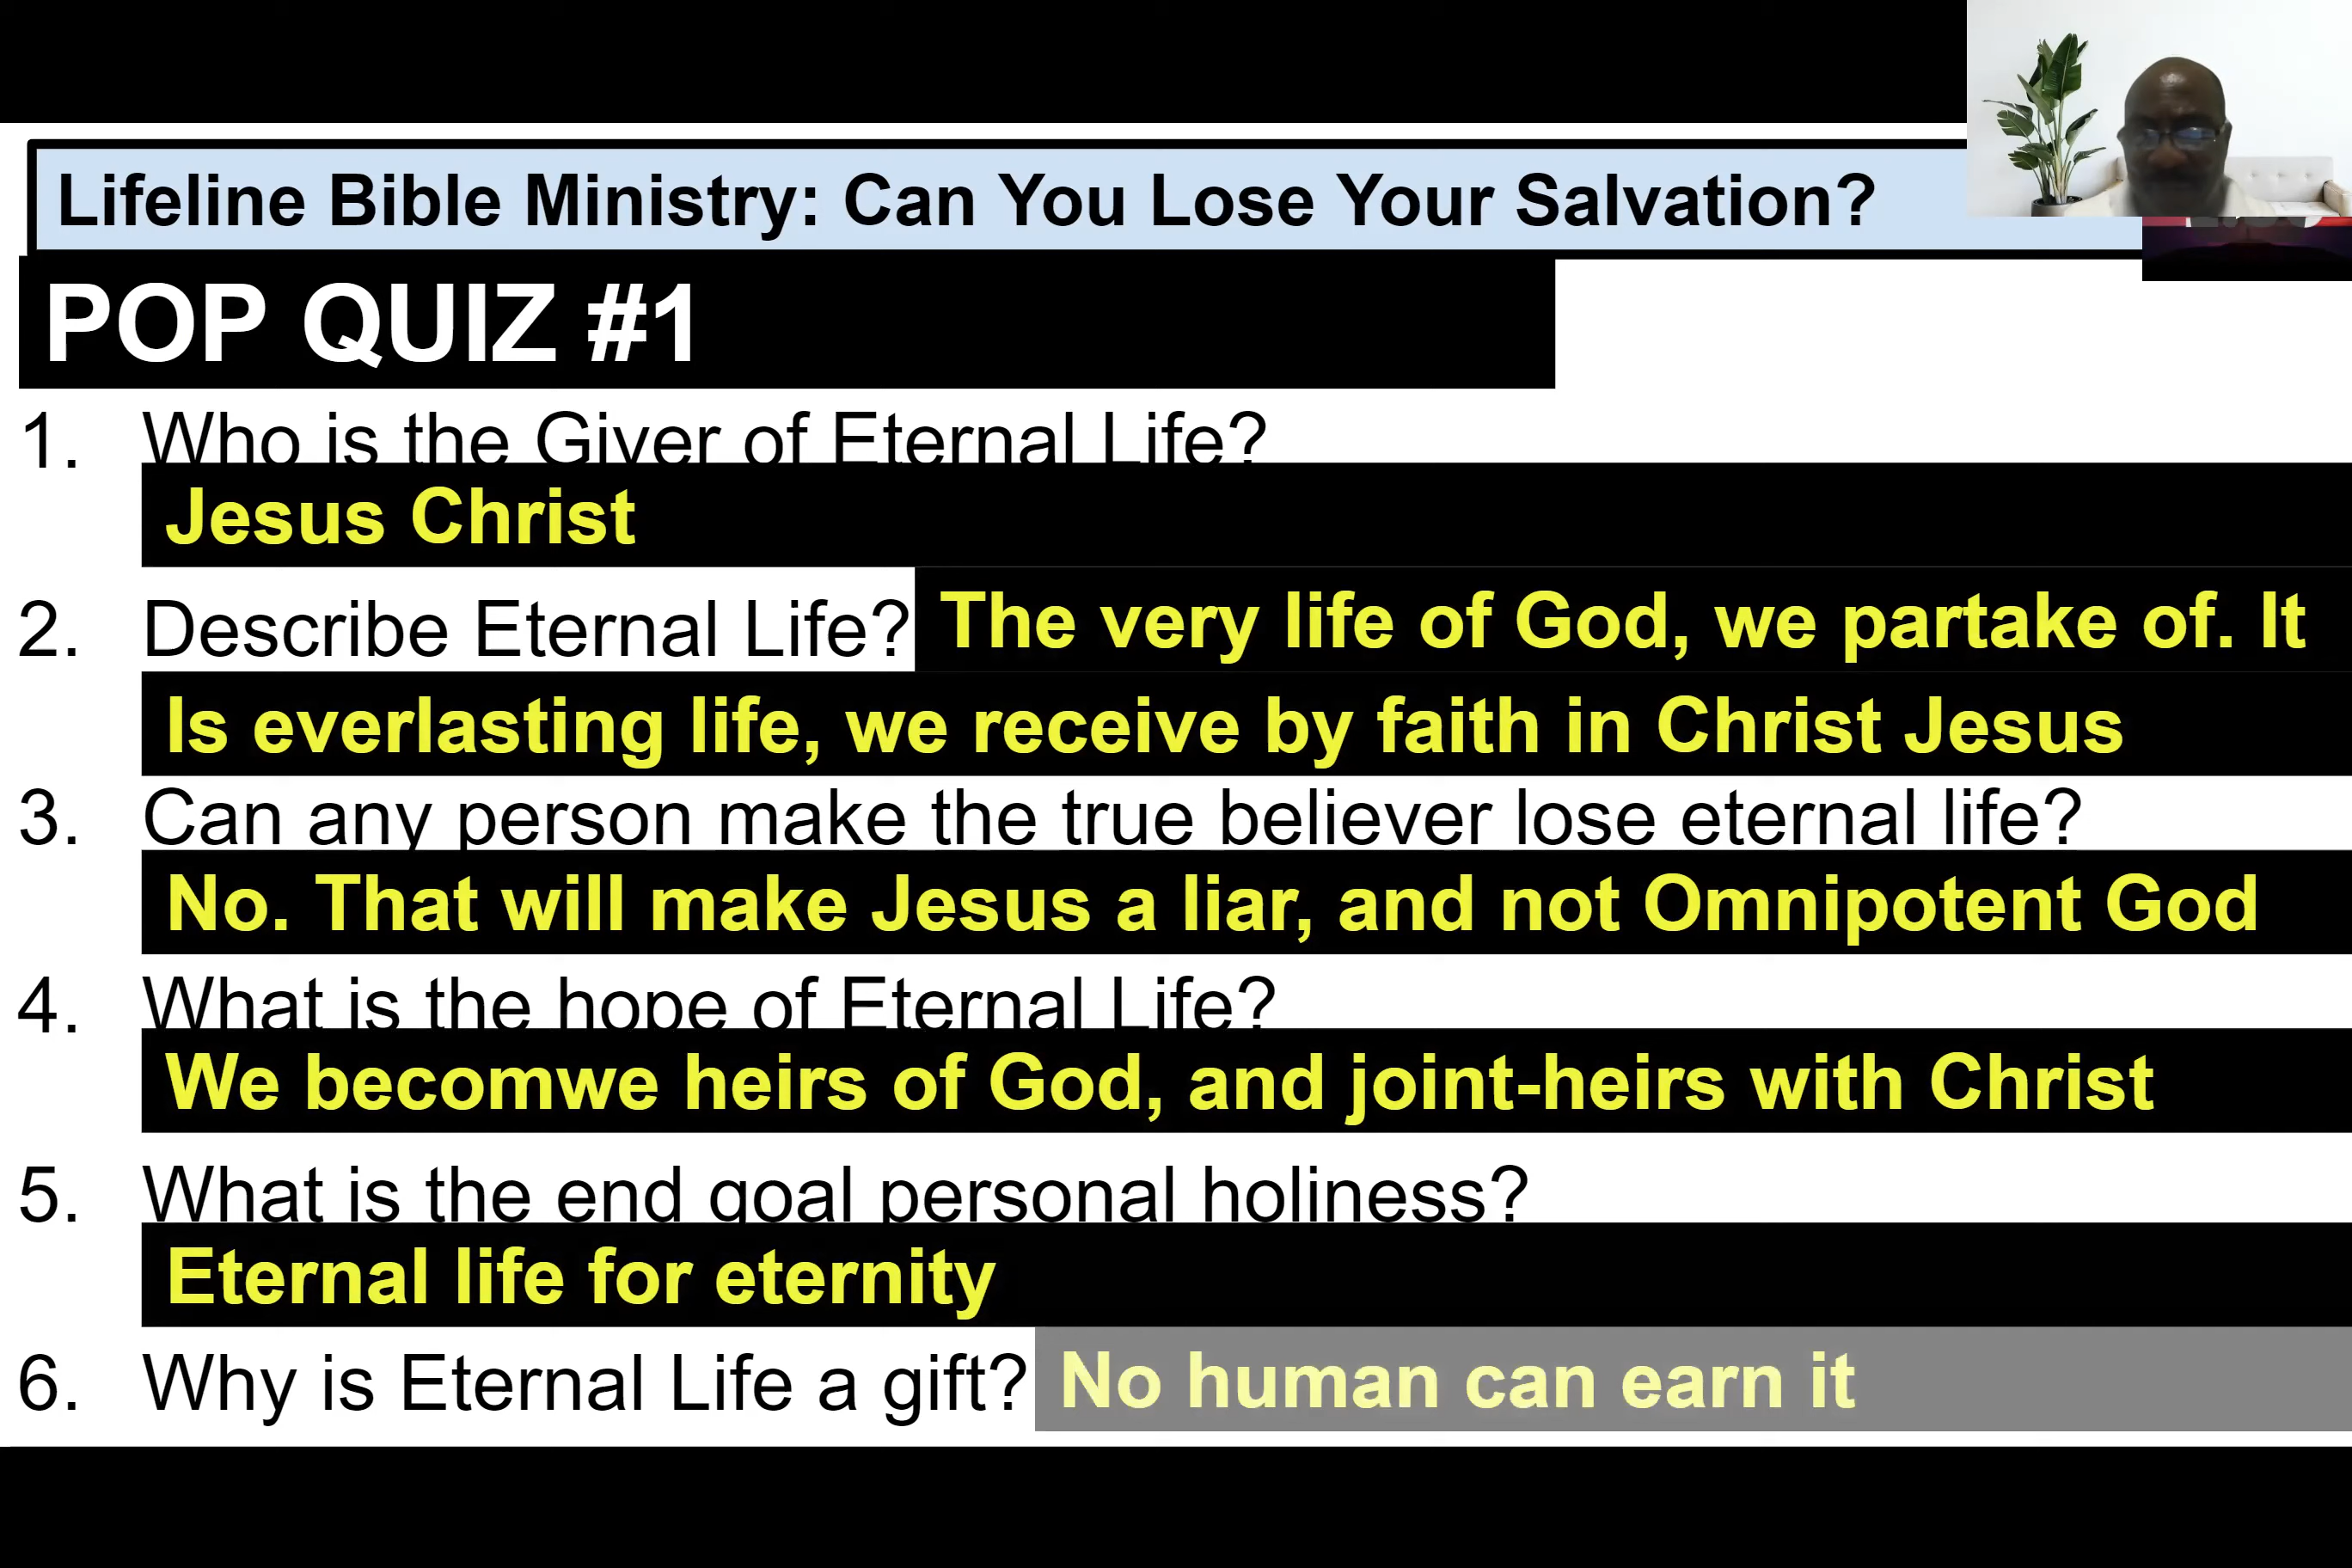 Lifeline Bible Ministry: Can You Lose Your Salvation?
POP QUIZ #1
1. Who is the Giver of Eternal Life?
Jesus Christ
2. Describe Eternal Life? The very life of God, we partake of. It
Is everlasting life, we receive by faith in Christ Jesus
3. Can any person make the true believer lose eternal life?
No. That will make Jesus a liar, and not Omnipotent God
4. What is the hope of Eternal Life?
We becomwe heirs of God, and joint-heirs with Christ
5. What is the end goal personal holiness?
Eternal life for eternity
6. Why is Eternal Life a gift? No human can earn it